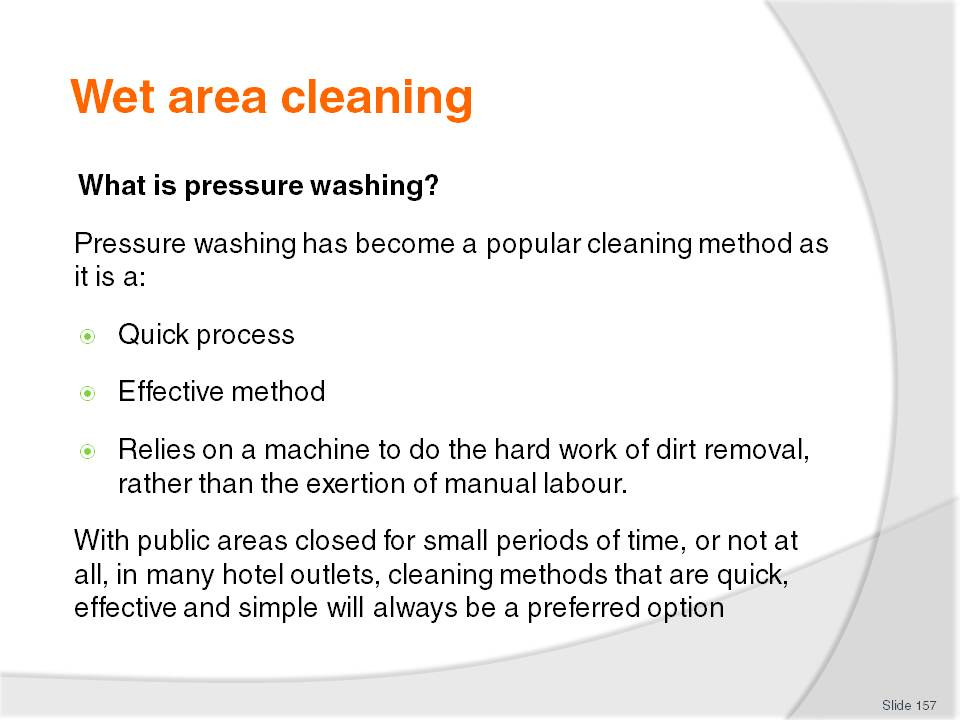 Wet area cleaning
What is pressure washing?
Pressure washing has become a popular cleaning method as
it is a:
Quick process
Effective method
Relies on a machine to do the hard work of dirt removal,
rather than the exertion of manual labour.
With public areas closed for small periods of time, or not at
all, in many hotel outlets, cleaning methods that are quick,
effective and simple will always be a preferred option
Slide 157